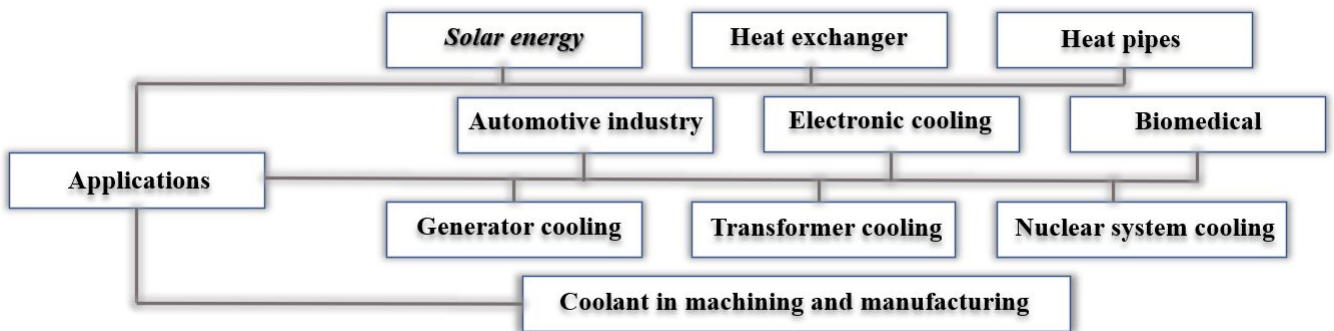 Solar energy
Heat exchanger
Heat pipes
Automotive industry
Electronic cooling
Biomedical
Applications
Generator cooling
Transformer cooling
Nuclear system cooling
Coolant in machining and manufacturing